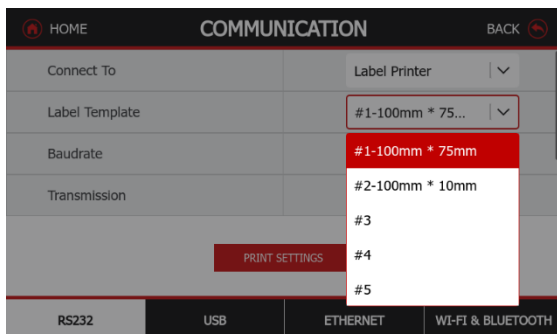 HOME COMMUNICATION BACK
Connect To Label Printer
Label Template #1-100mm * 75...
Baudrate #1-100mm * 75mm
#2-100mm * 10mm
Transmission
#3
PRINT SETTINGS #4
#5
RS232 USB ETHERNET WI-FI & BLUETOOTH